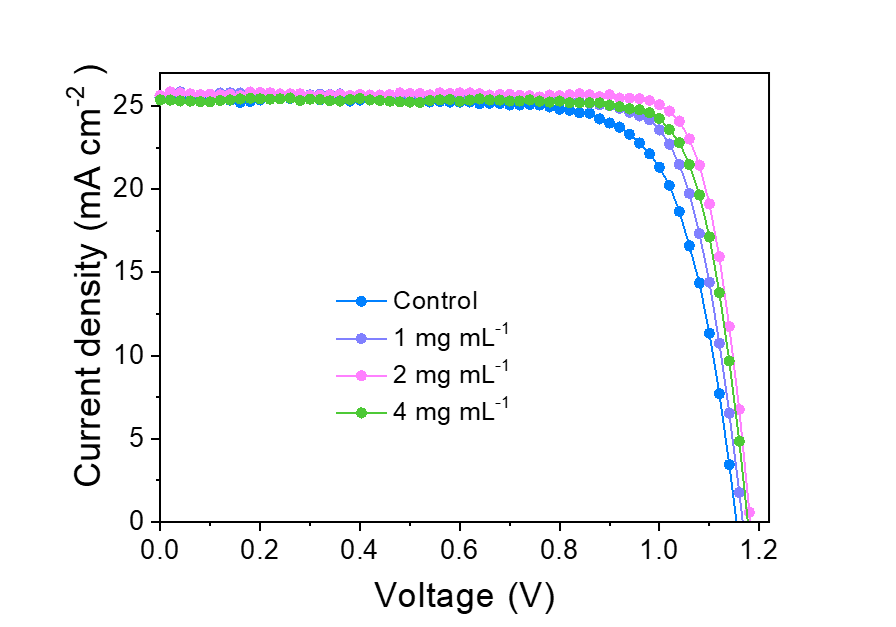 Current density (mA cm⁻²)
25
20
15
10
5
0
Control
1 mg mL⁻¹
2 mg mL⁻¹
4 mg mL⁻¹
0.0 0.2 0.4 0.6 0.8 1.0 1.2
Voltage (V)